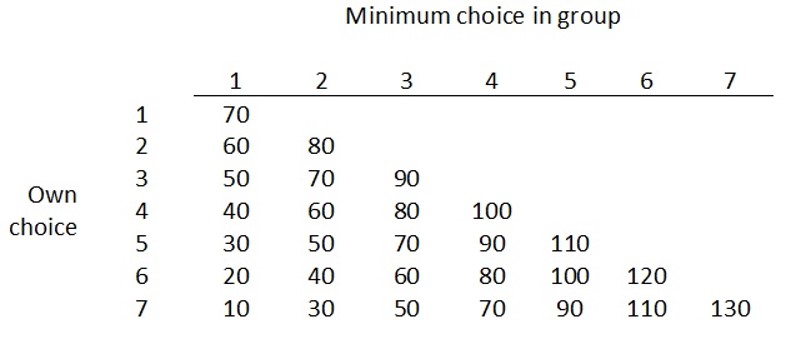 Minimum choice in group
1 2 3 4 5 6 7
1 70
2 60 80
3 50 70 90
Own
4 40 60 80 100
choice
5 30 50 70 90 110
6 20 40 60 80 100 120
7 10 30 50 70 90 110 130